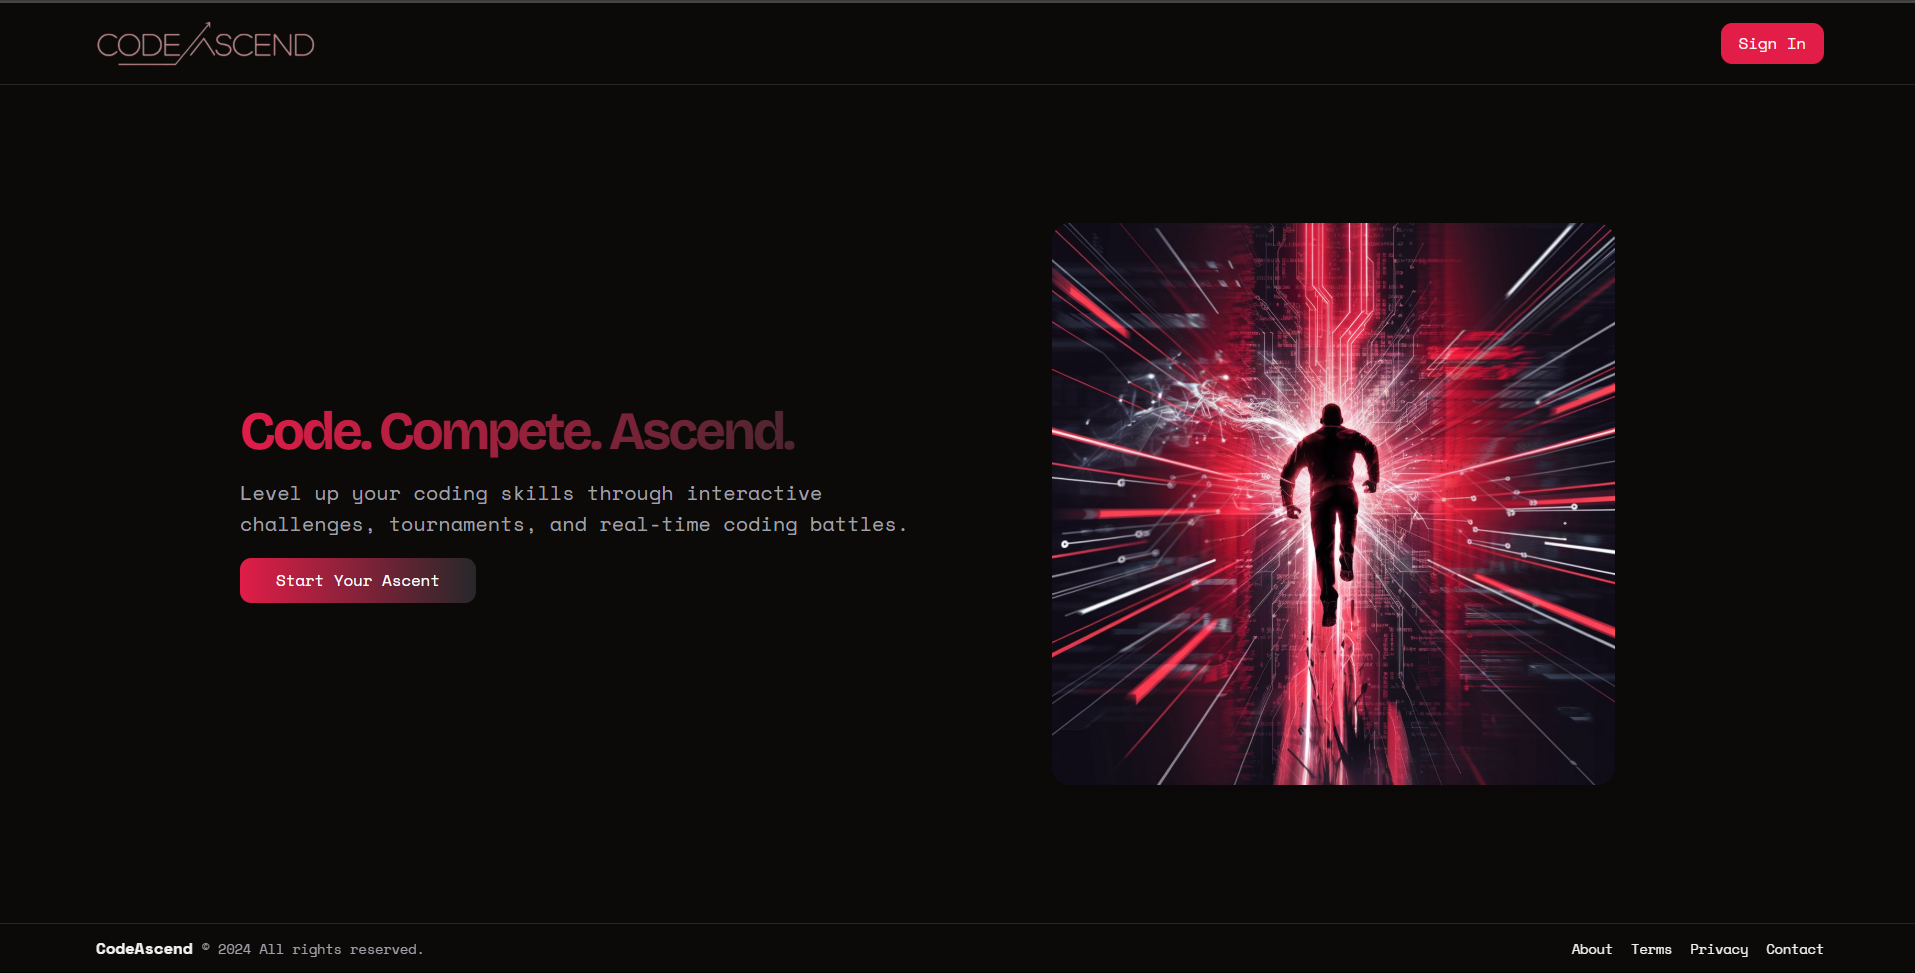 CODEASCEND
Sign In
Code. Compete. Ascend.
Level up your coding skills through interactive
challenges, tournaments, and real-time coding battles.
Start Your Ascent
CodeAscend © 2024 All rights reserved.
About Terms Privacy Contact